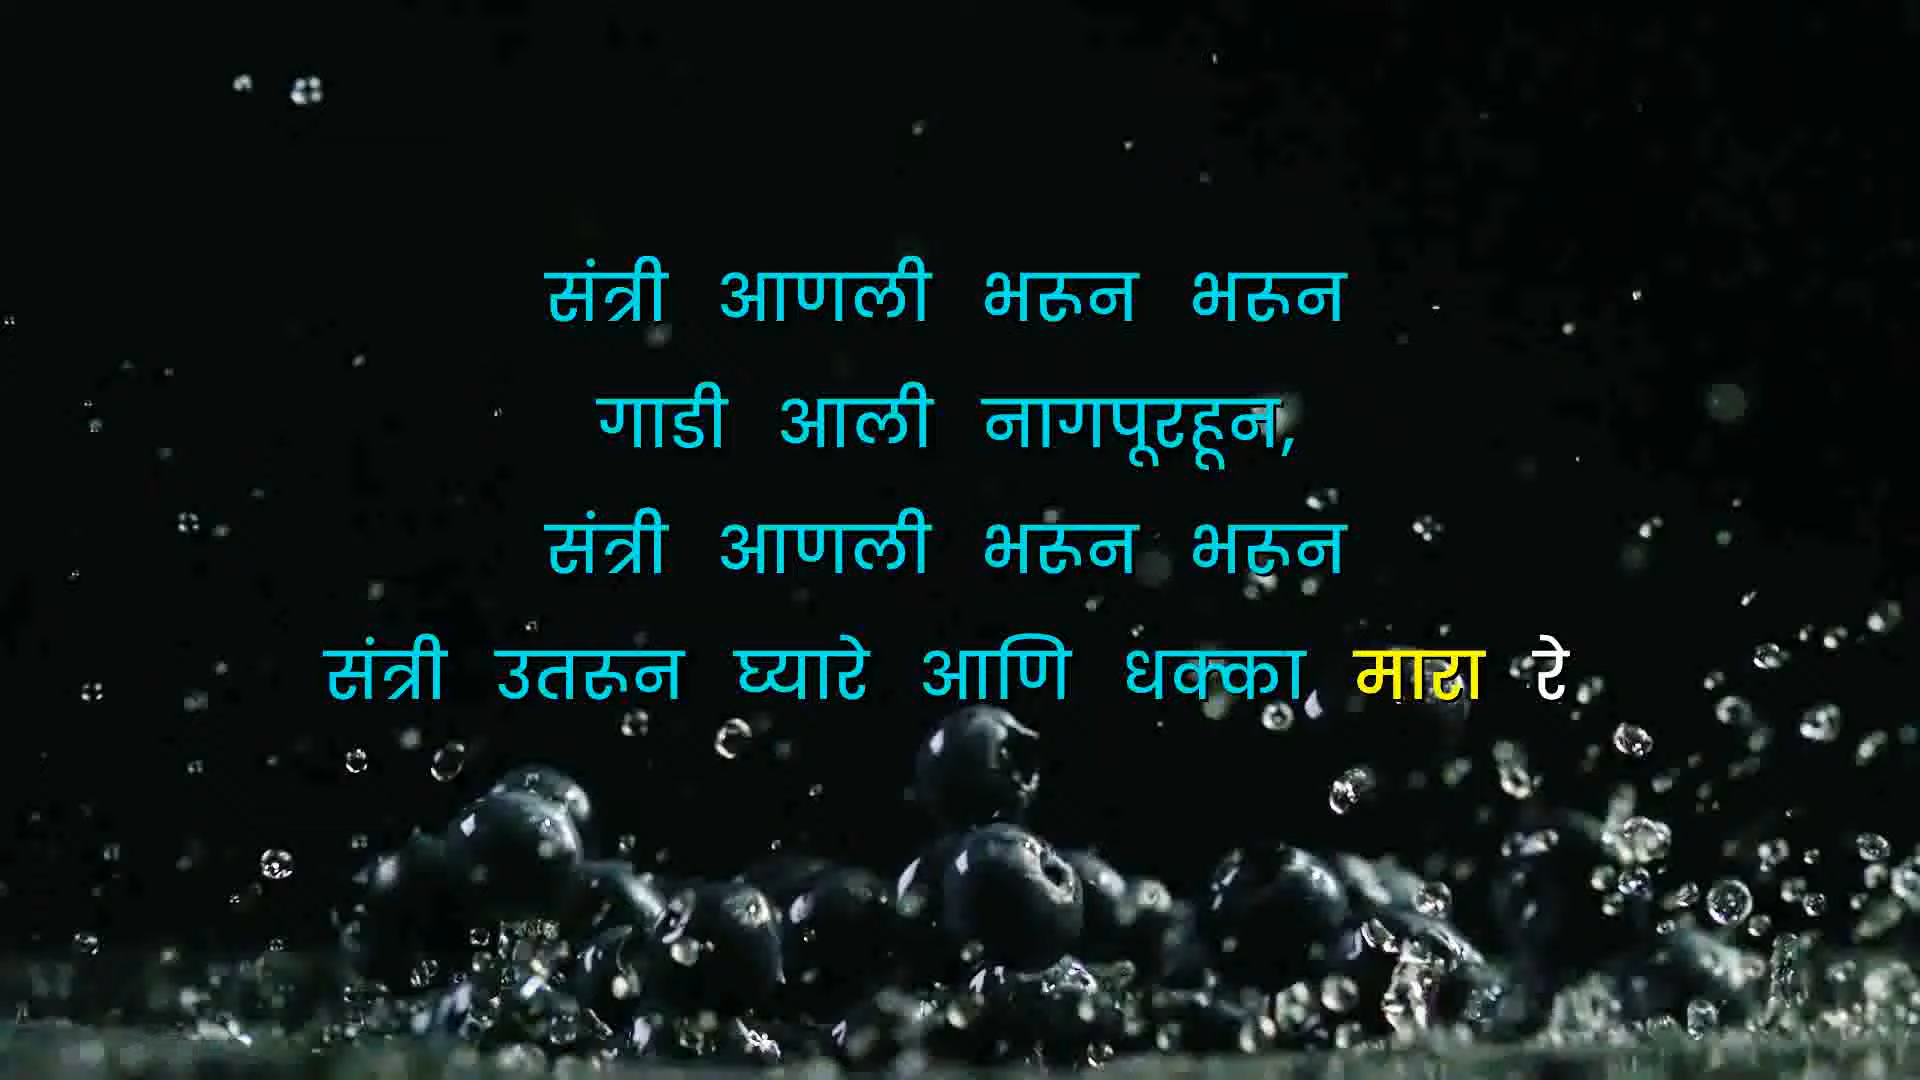 संत्री आणली भरून भरून
गाडी आली नागपूरहून,
संत्री आणली भरून भरून
संत्री उतरून घ्यारे आणि धक्का मारा रे